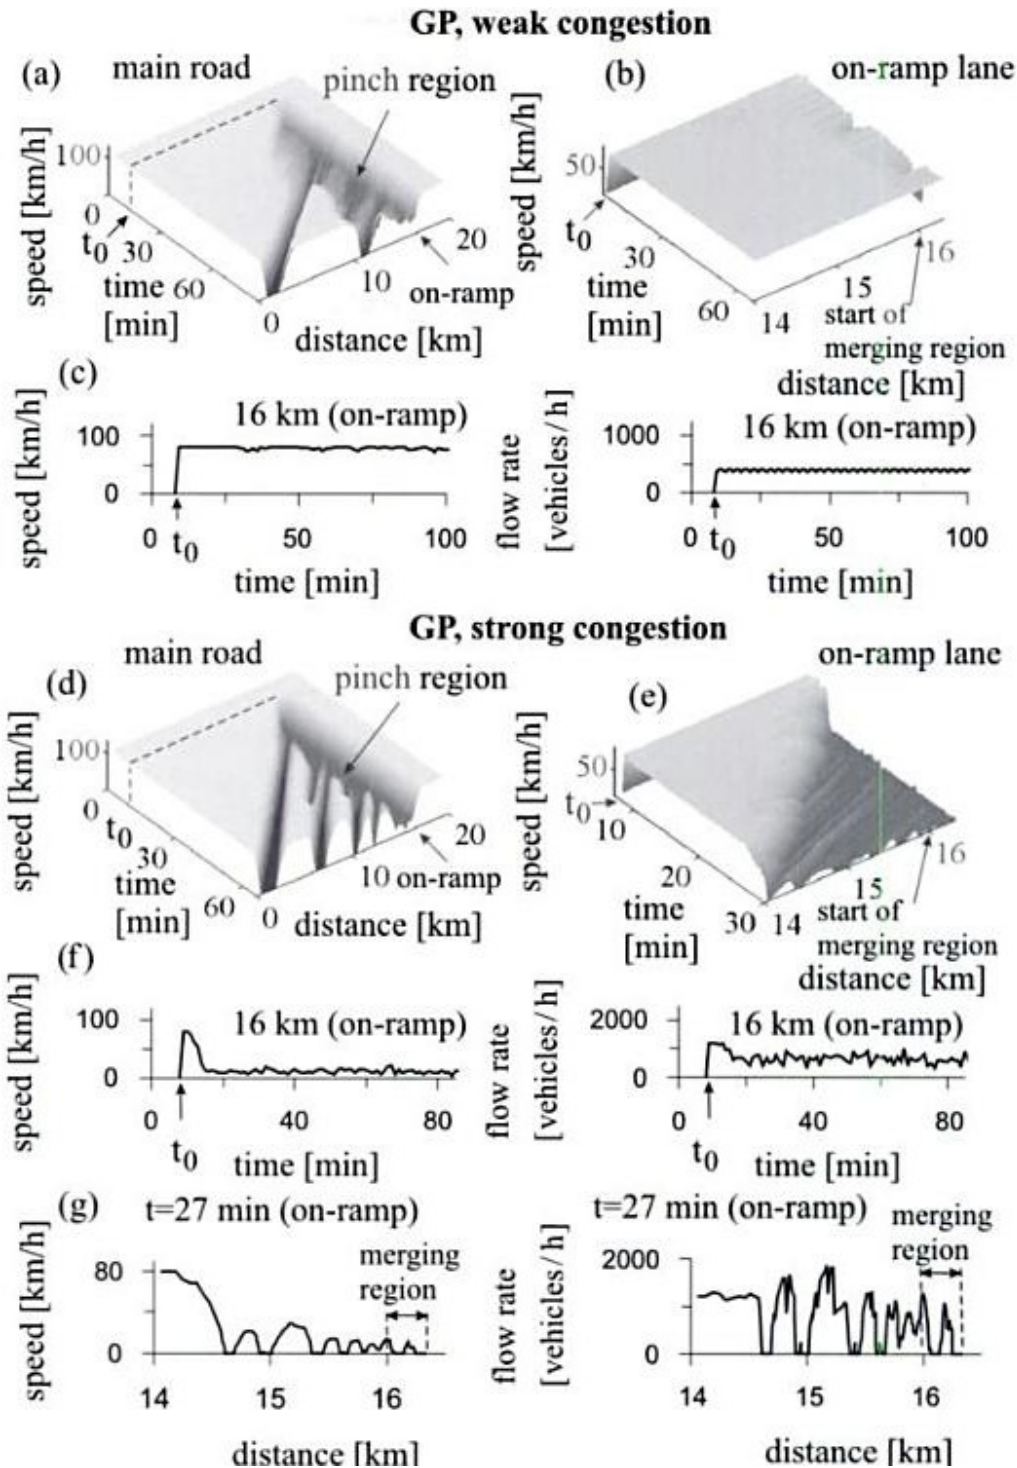 GP, weak congestion
(a) main road
pinch region
speed [km/h]
100
0
t0 30
time 60
[min]
0
10
20
on-ramp
distance [km]
(b) on-ramp lane
speed [km/h]
50
t0
30
time
[min]
60
14
15
16
start of
merging region
distance [km]
(c)
speed [km/h]
100
0
16 km (on-ramp)
0 t0 50 100
time [min]
flow rate
[vehicles/h]
1000
0
16 km (on-ramp)
0 t0 50 100
time [min]
GP, strong congestion
(d) main road
pinch region
speed [km/h]
100
0
t0
30
time
[min]
60
0
10
20
on-ramp
distance [km]
(e) on-ramp lane
speed [km/h]
50
t0
10
20
time
[min]
30
14
15
16
start of
merging region
distance [km]
(f)
speed [km/h]
100
0
16 km (on-ramp)
0 40 80
t0
time [min]
flow rate
[vehicles/h]
2000
0
16 km (on-ramp)
0 40 80
t0
time [min]
(g)
t=27 min (on-ramp)
speed [km/h]
80
0
merging
region
14 15 16
distance [km]
t=27 min (on-ramp)
flow rate
[vehicles/h]
2000
0
merging
region
14 15 16
distance [km]